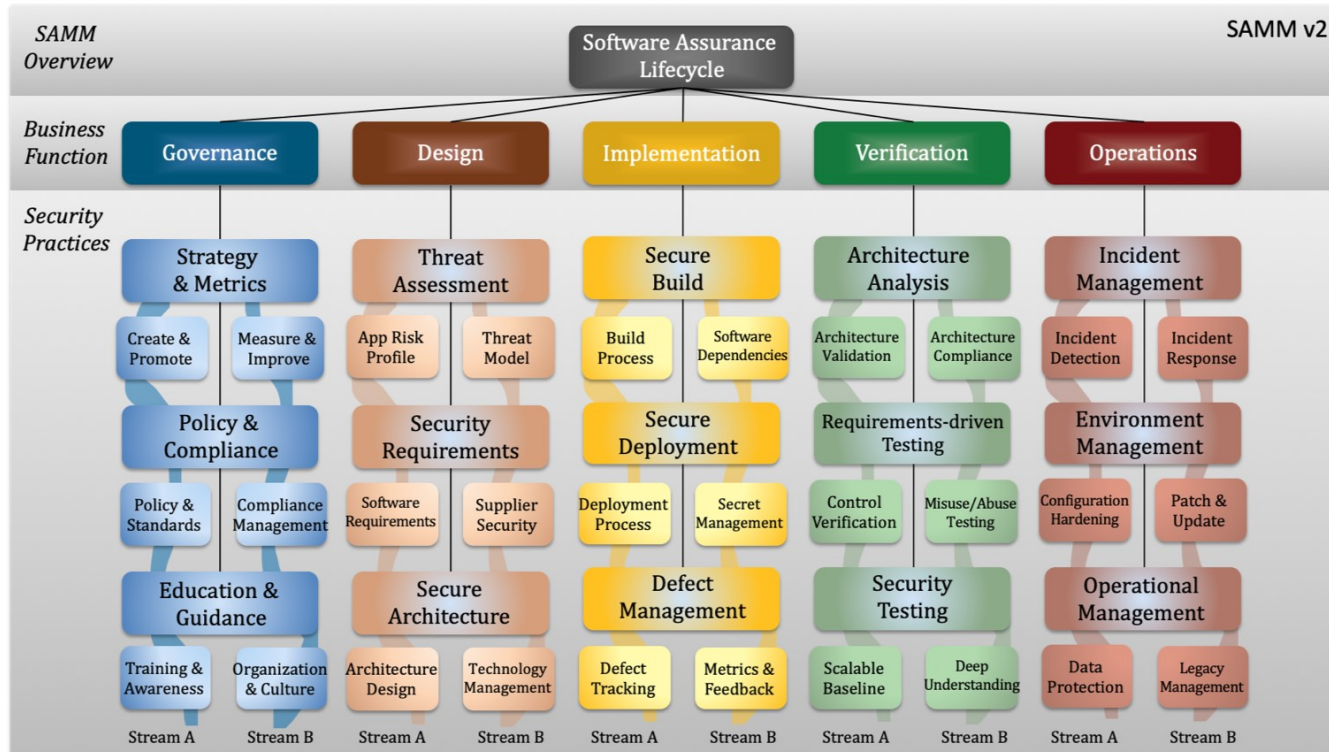 SAMM
Overview
SAMM v2
Software Assurance
Lifecycle
Business
Function
Governance
Design
Implementation
Verification
Operations
Security
Practices
Strategy
& Metrics
Threat
Assessment
Secure
Build
Architecture
Analysis
Incident
Management
Create &
Promote
Measure &
Improve
App Risk
Profile
Threat
Model
Build
Process
Software
Dependencies
Architecture
Validation
Architecture
Compliance
Incident
Detection
Incident
Response
Policy &
Compliance
Security
Requirements
Secure
Deployment
Requirements-driven
Testing
Environment
Management
Policy &
Standards
Compliance
Management
Software
Requirements
Supplier
Security
Deployment
Process
Secret
Management
Control
Verification
Misuse/Abuse
Testing
Configuration
Hardening
Patch &
Update
Education &
Guidance
Secure
Architecture
Defect
Management
Security
Testing
Operational
Management
Training &
Awareness
Organization
& Culture
Architecture
Design
Technology
Management
Defect
Tracking
Metrics &
Feedback
Scalable
Baseline
Deep
Understanding
Data
Protection
Legacy
Management
Stream A
Stream B
Stream A
Stream B
Stream A
Stream B
Stream A
Stream B
Stream A
Stream B